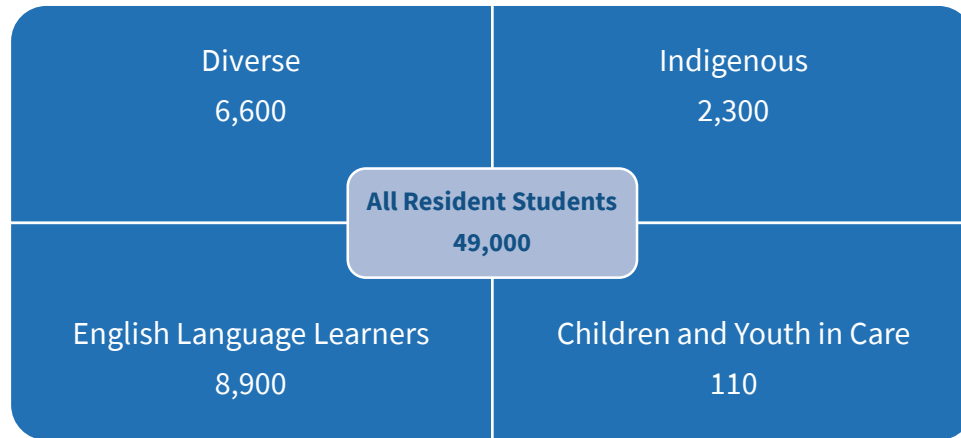 Diverse
6,600
Indigenous
2,300
All Resident Students
49,000
English Language Learners
8,900
Children and Youth in Care
110